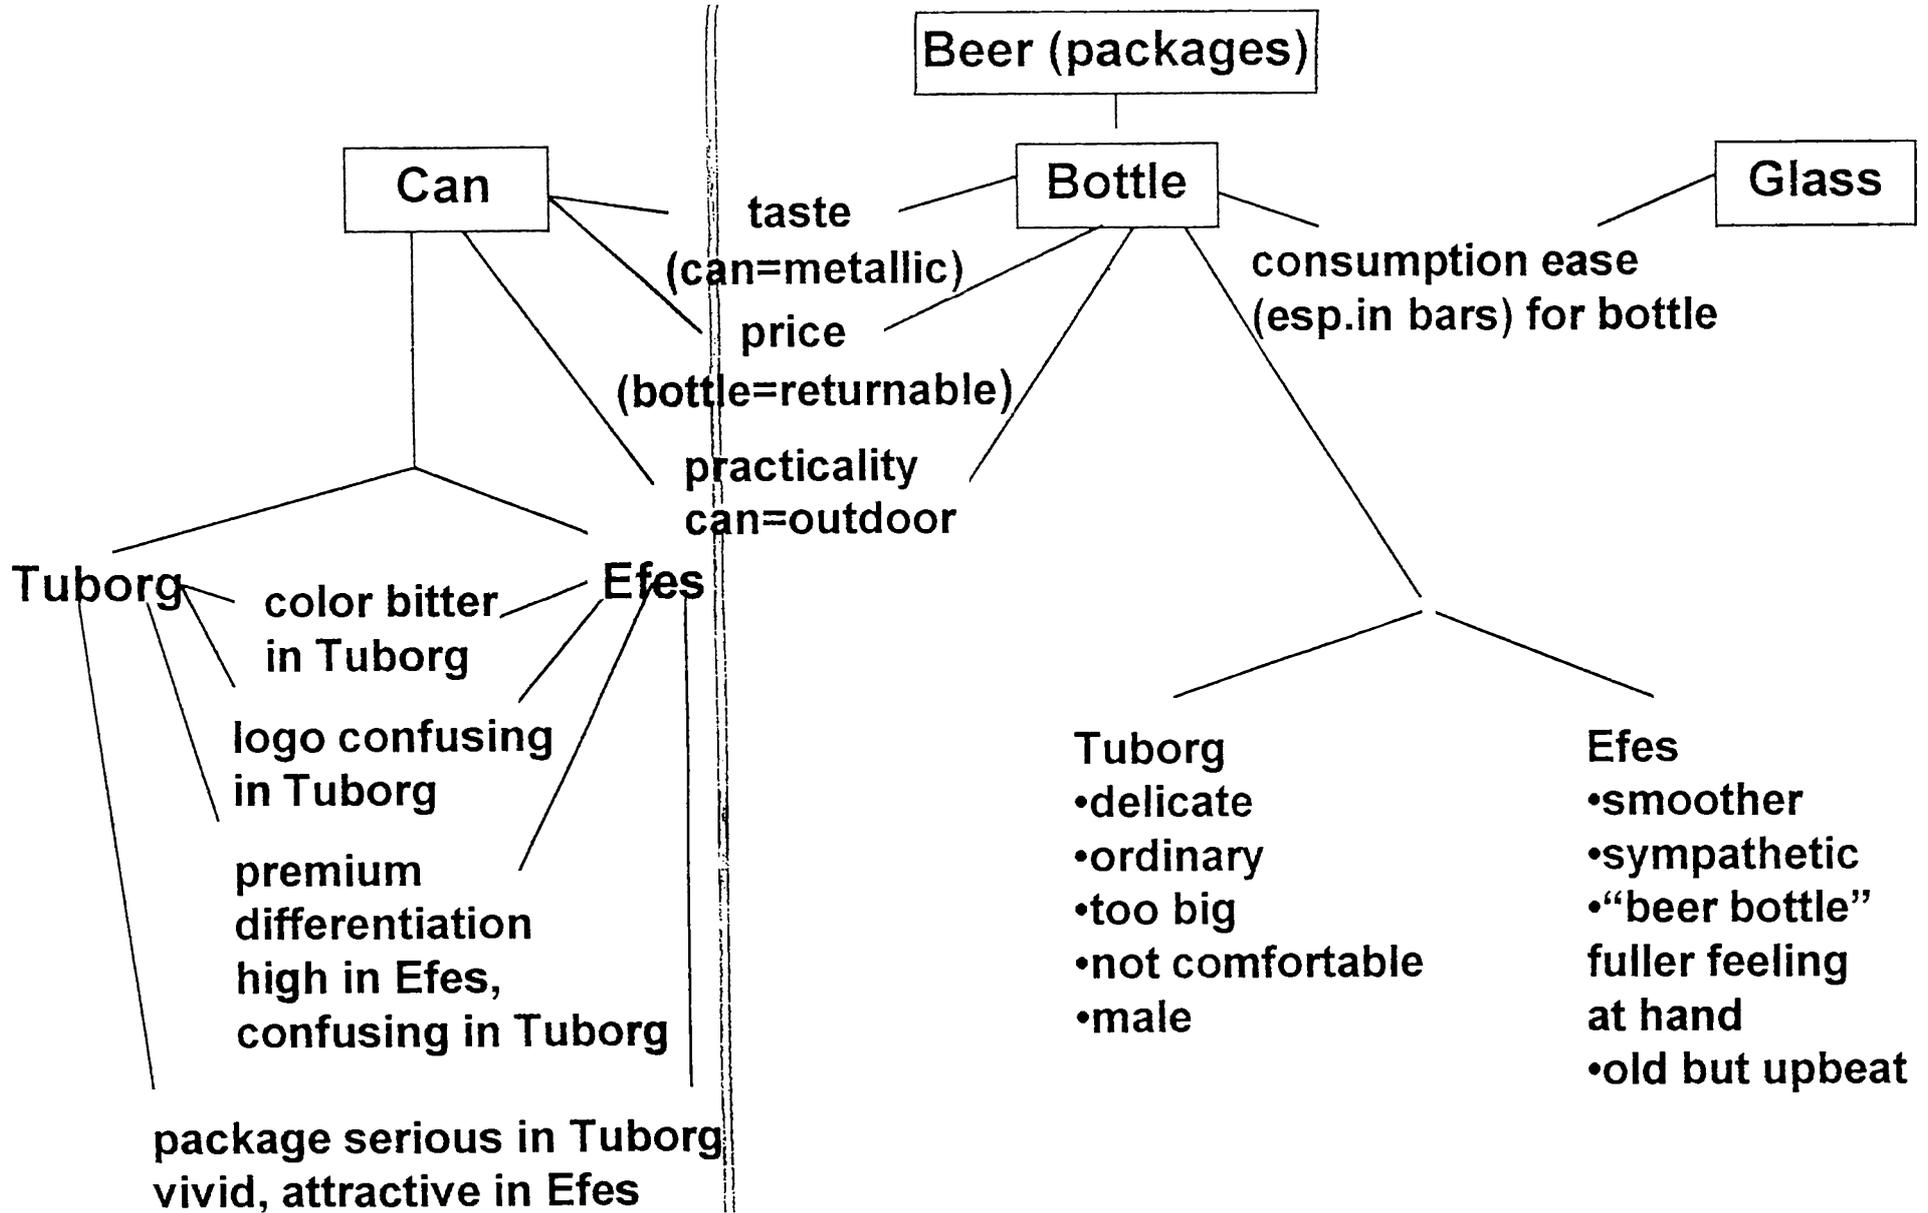 Beer (packages)
Can
Bottle
Glass
taste
(can=metallic)
price
(bottle=returnable)
practicality
can=outdoor
consumption ease
(esp.in bars) for bottle
Tuborg
Efes
color bitter
in Tuborg
logo confusing
in Tuborg
premium
differentiation
high in Efes,
confusing in Tuborg
package serious in Tuborg
vivid, attractive in Efes
Tuborg
•delicate
•ordinary
•too big
•not comfortable
•male
Efes
•smoother
•sympathetic
•“beer bottle”
fuller feeling
at hand
•old but upbeat